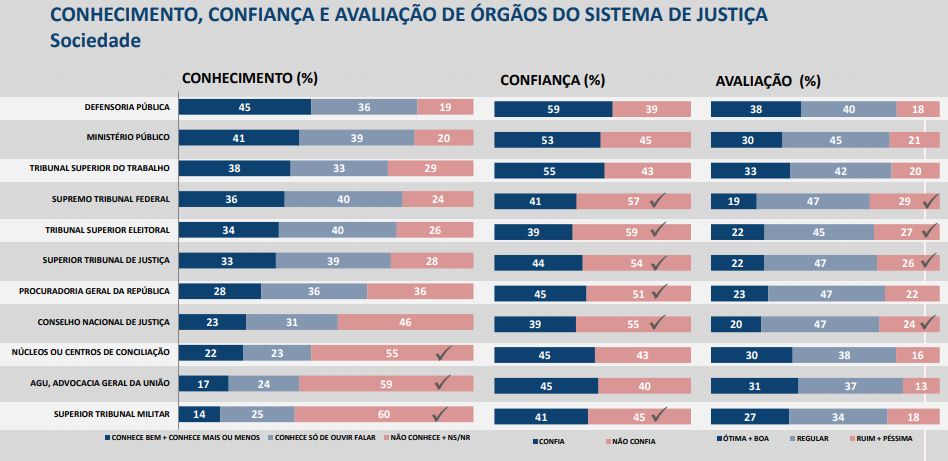 CONHECIMENTO, CONFIANÇA E AVALIAÇÃO DE ÓRGÃOS DO SISTEMA DE JUSTIÇA
Sociedade
CONHECIMENTO (%) CONFIANÇA (%) AVALIAÇÃO (%)
DEFENSORIA PÚBLICA 45 36 19 59 39 38 40 18
MINISTÉRIO PÚBLICO 41 39 20 53 45 30 45 21
TRIBUNAL SUPERIOR DO TRABALHO 38 33 29 55 43 33 42 20
SUPREMO TRIBUNAL FEDERAL 36 40 24 41 57 19 47 29
TRIBUNAL SUPERIOR ELEITORAL 34 40 26 39 59 22 45 27
SUPERIOR TRIBUNAL DE JUSTIÇA 33 39 28 44 54 22 47 26
PROCURADORIA GERAL DA REPÚBLICA 28 36 36 45 51 23 47 22
CONSELHO NACIONAL DE JUSTIÇA 23 31 46 39 55 20 47 24
NÚCLEOS OU CENTROS DE CONCILIAÇÃO 22 23 55 45 43 30 38 16
AGU, ADVOCACIA GERAL DA UNIÃO 17 24 59 45 40 31 37 13
SUPERIOR TRIBUNAL MILITAR 14 25 60 41 45 27 34 18
CONHECE BEM + CONHECE MAIS OU MENOS CONHECE SÓ DE OUVIR FALAR NÃO CONHECE + NS/NR CONFIA NÃO CONFIA ÓTIMA + BOA REGULAR RUIM + PÉSSIMA